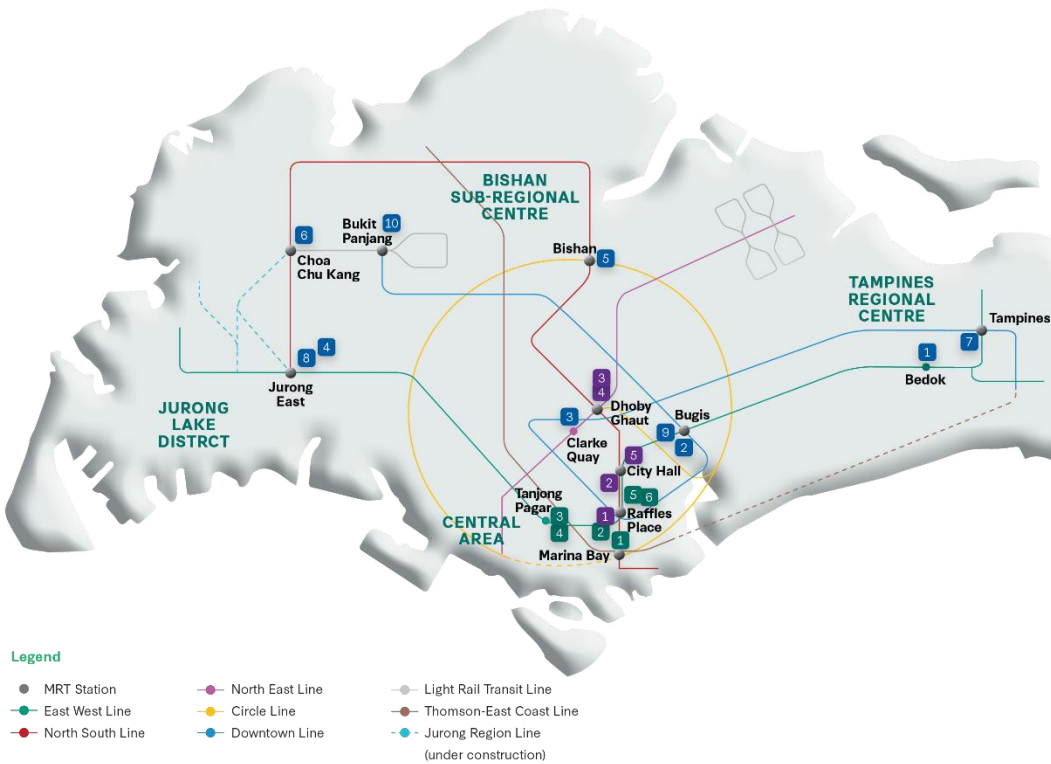 BISHAN
SUB-REGIONAL
CENTRE
10
Bukit
Panjang
6
Choa
Chu Kang
Bishan
5
TAMPINES
REGIONAL
CENTRE
Tampines
7
1
Bedok
4
8
Jurong
East
JURONG
LAKE
DISTRCT
3
4
Dhoby
Ghaut
3
Clarke
Quay
Bugis
9
2
5
City Hall
2
Tanjong
Pagar
3
4
5
6
1
Raffles
Place
2
1
CENTRAL
AREA
Marina Bay
Legend
MRT Station
East West Line
North South Line
North East Line
Circle Line
Downtown Line
Light Rail Transit Line
Thomson-East Coast Line
Jurong Region Line
(under construction)